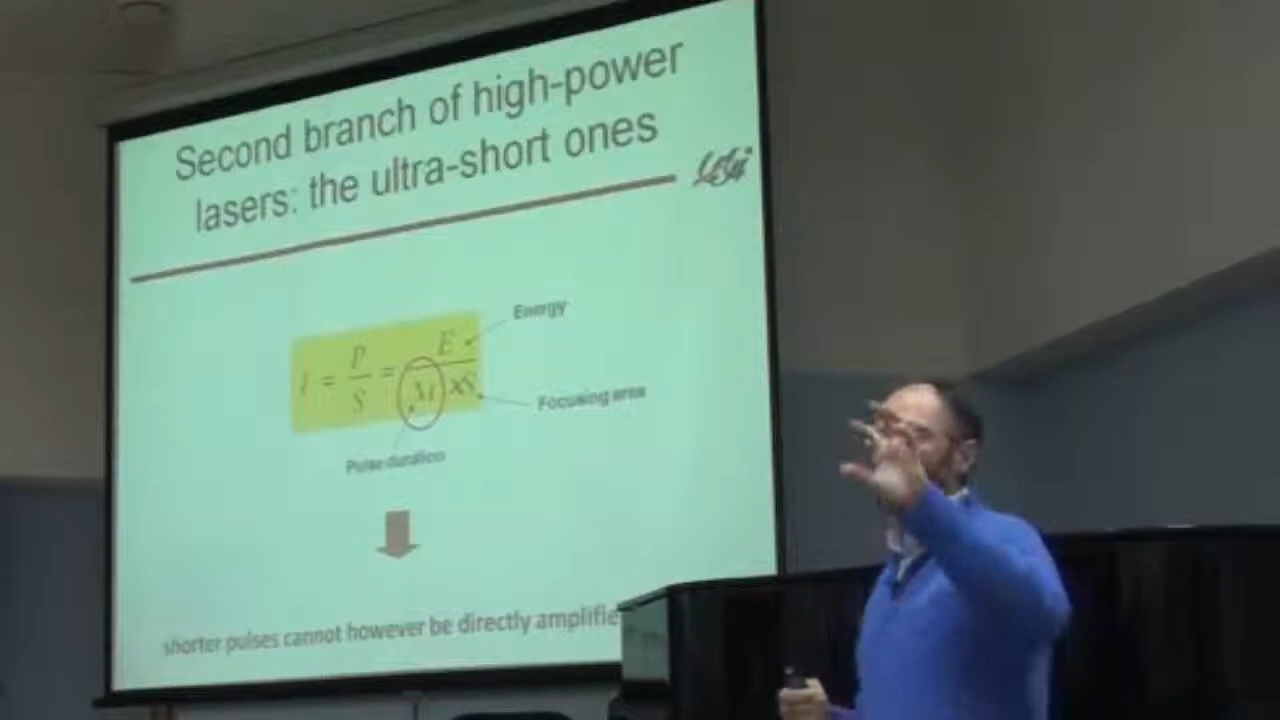 Second branch of high-power
lasers: the ultra-short ones
Energy
I = P/S = E/(Δt xS)
Focusing area
Pulse duration
shorter pulses cannot however be directly amplifie